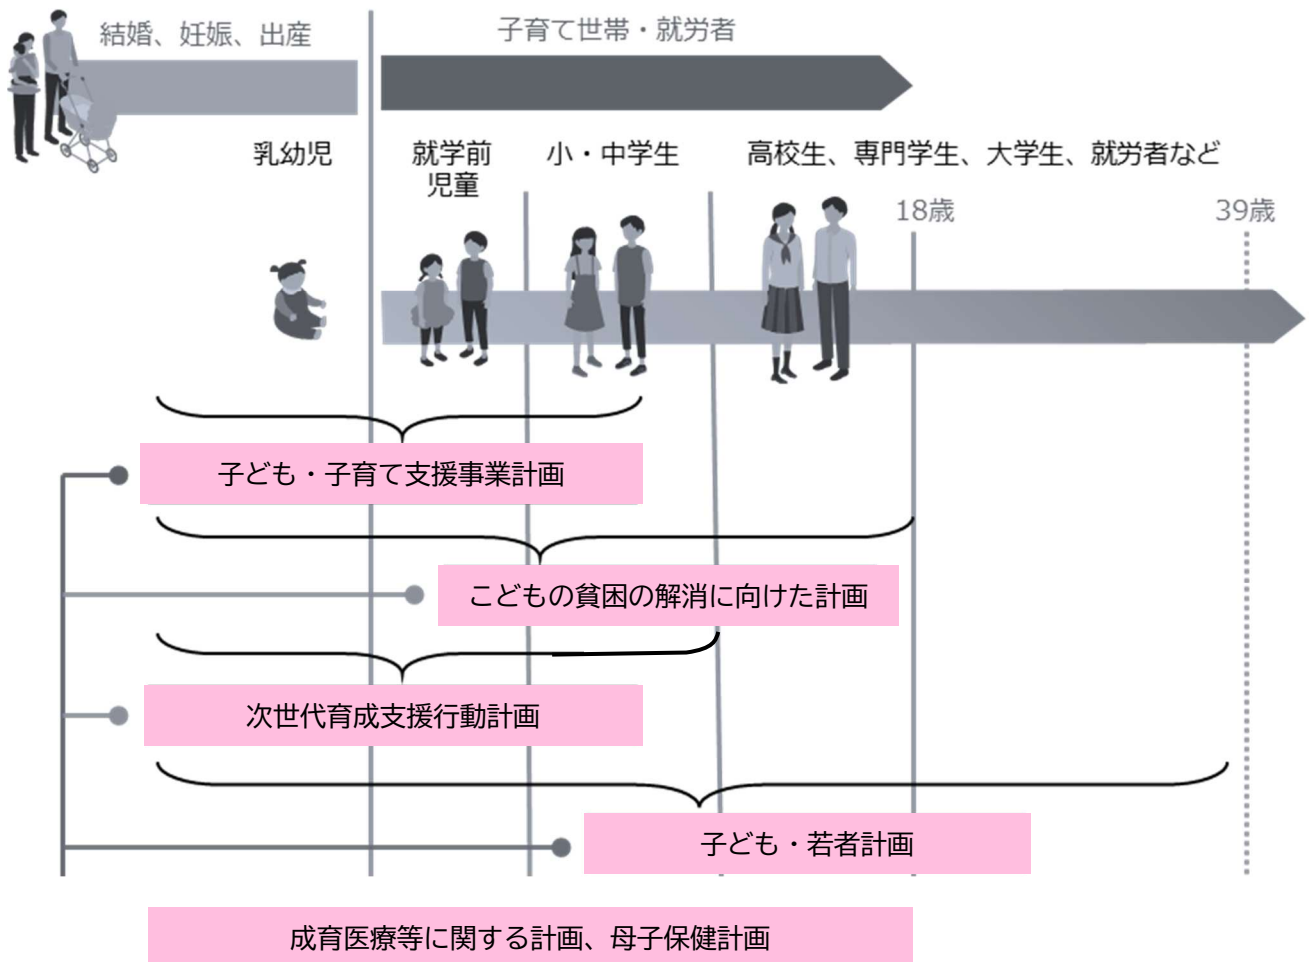 結婚、妊娠、出産
子育て世帯・就労者
乳幼児
就学前
児童
小・中学生
高校生、専門学生、大学生、就労者など
18歳
39歳
子ども・子育て支援事業計画
こどもの貧困の解消に向けた計画
次世代育成支援行動計画
子ども・若者計画
成育医療等に関する計画、母子保健計画